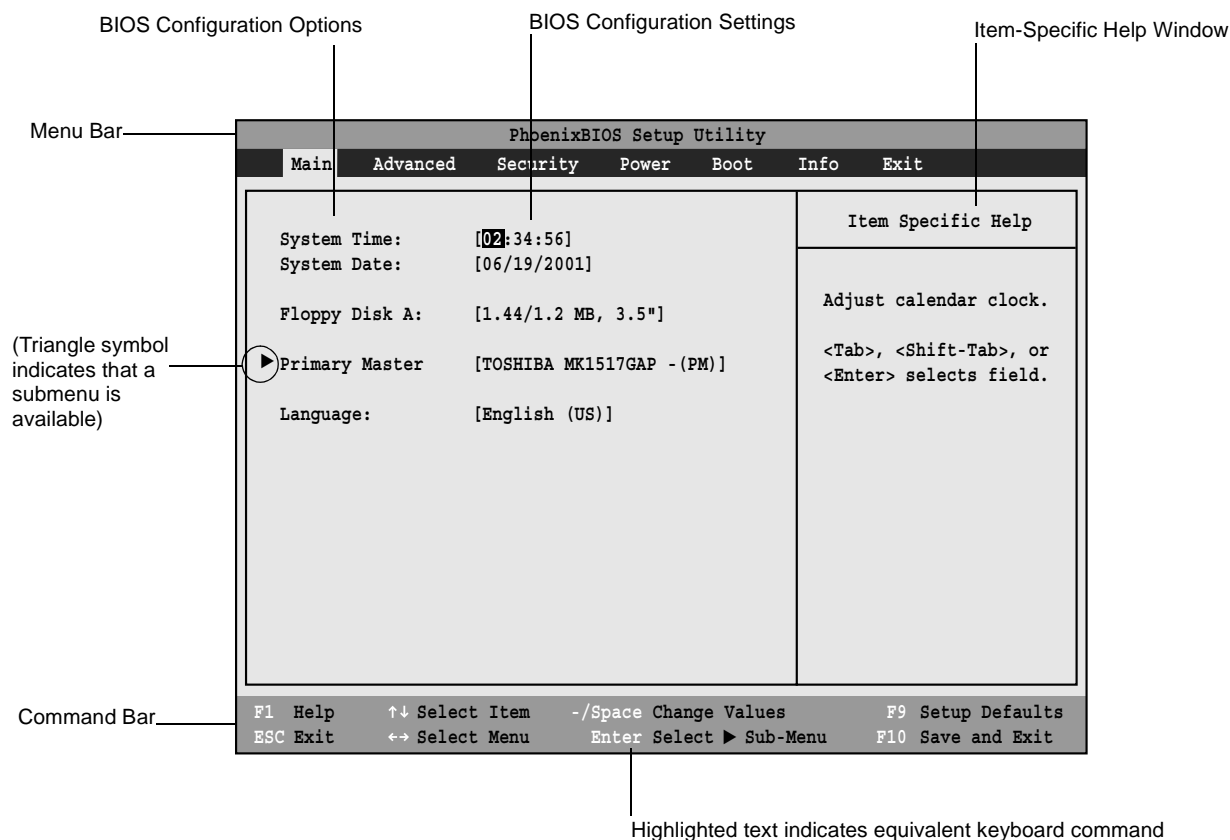 BIOS Configuration Options
BIOS Configuration Settings
Item-Specific Help Window
Menu Bar
PhoenixBIOS Setup Utility
Main Advanced Security Power Boot Info Exit
Item Specific Help
System Time: [02:34:56]
System Date: [06/19/2001]
Floppy Disk A: [1.44/1.2 MB, 3.5"]
Primary Master [TOSHIBA MK1517GAP -(PM)]
Language: [English (US)]
Adjust calendar clock.
<Tab>, <Shift-Tab>, or
<Enter> selects field.
(Triangle symbol
indicates that a
submenu is
available)
Command Bar
F1 Help ↑↓ Select Item -/Space Change Values F9 Setup Defaults
ESC Exit ←→ Select Menu Enter Select ▶ Sub-Menu F10 Save and Exit
Highlighted text indicates equivalent keyboard command